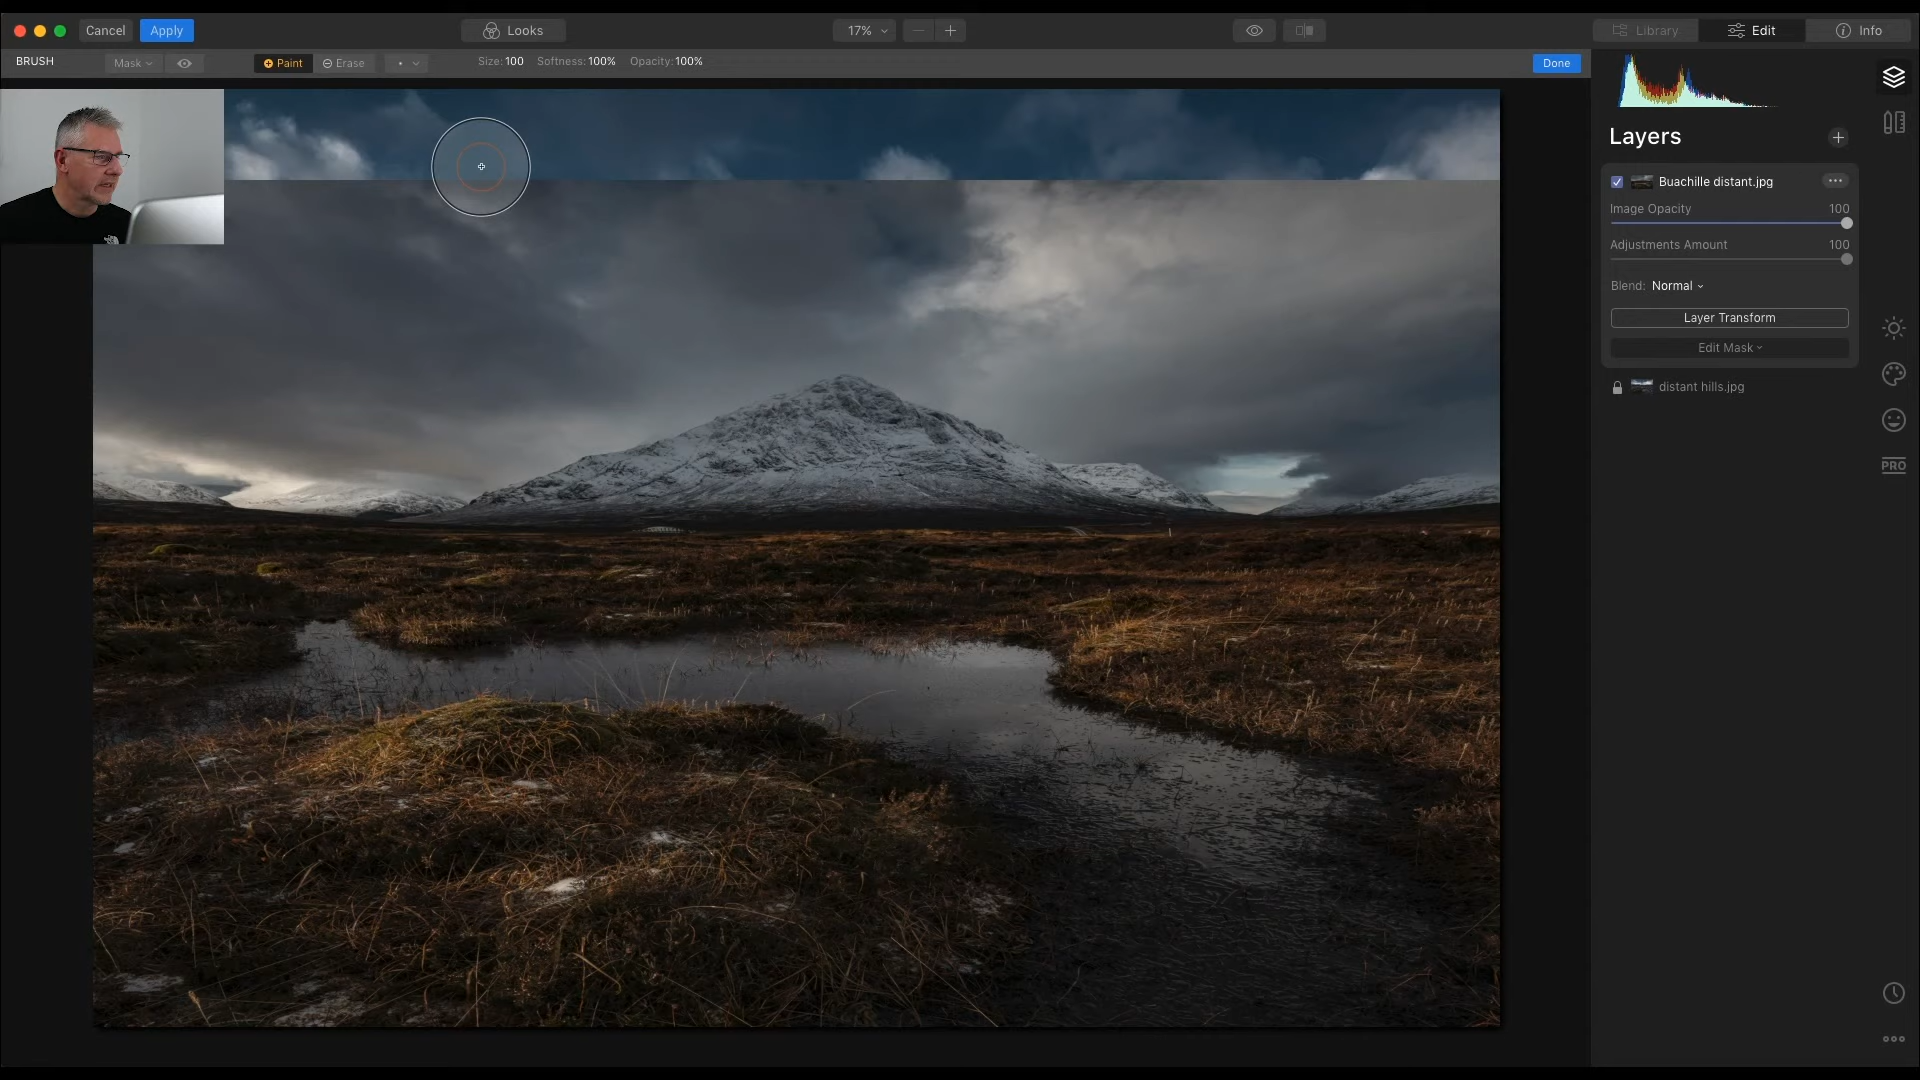 Cancel Apply Looks 17% Library Edit Info
BRUSH Mask Paint Erase Size: 100 Softness: 100% Opacity: 100% Done
Layers
Buachille distant.jpg
Image Opacity 100
Adjustments Amount 100
Blend: Normal
Layer Transform
Edit Mask
distant hills.jpg
PRO